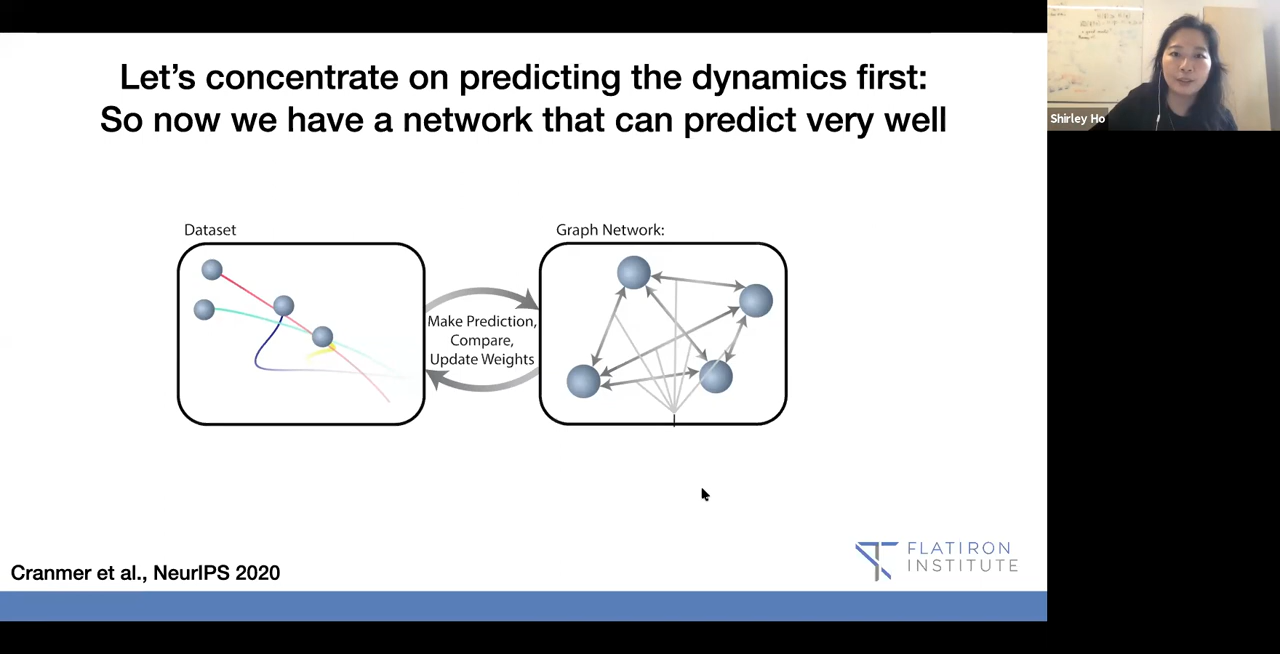 Let's concentrate on predicting the dynamics first:
So now we have a network that can predict very well
Shirley Ho
Dataset
Graph Network:
Make Prediction,
Compare,
Update Weights
FLATIRON
INSTITUTE
Cranmer et al., NeurIPS 2020